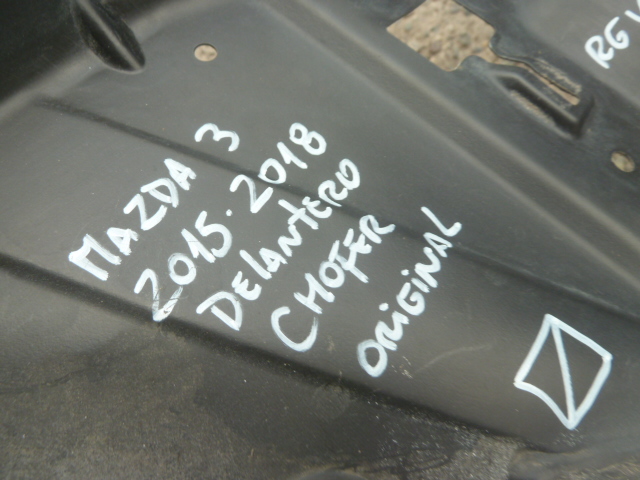 MAZDA 3
2015.2018
DELANTERO
CHOFER
ORIGINAL